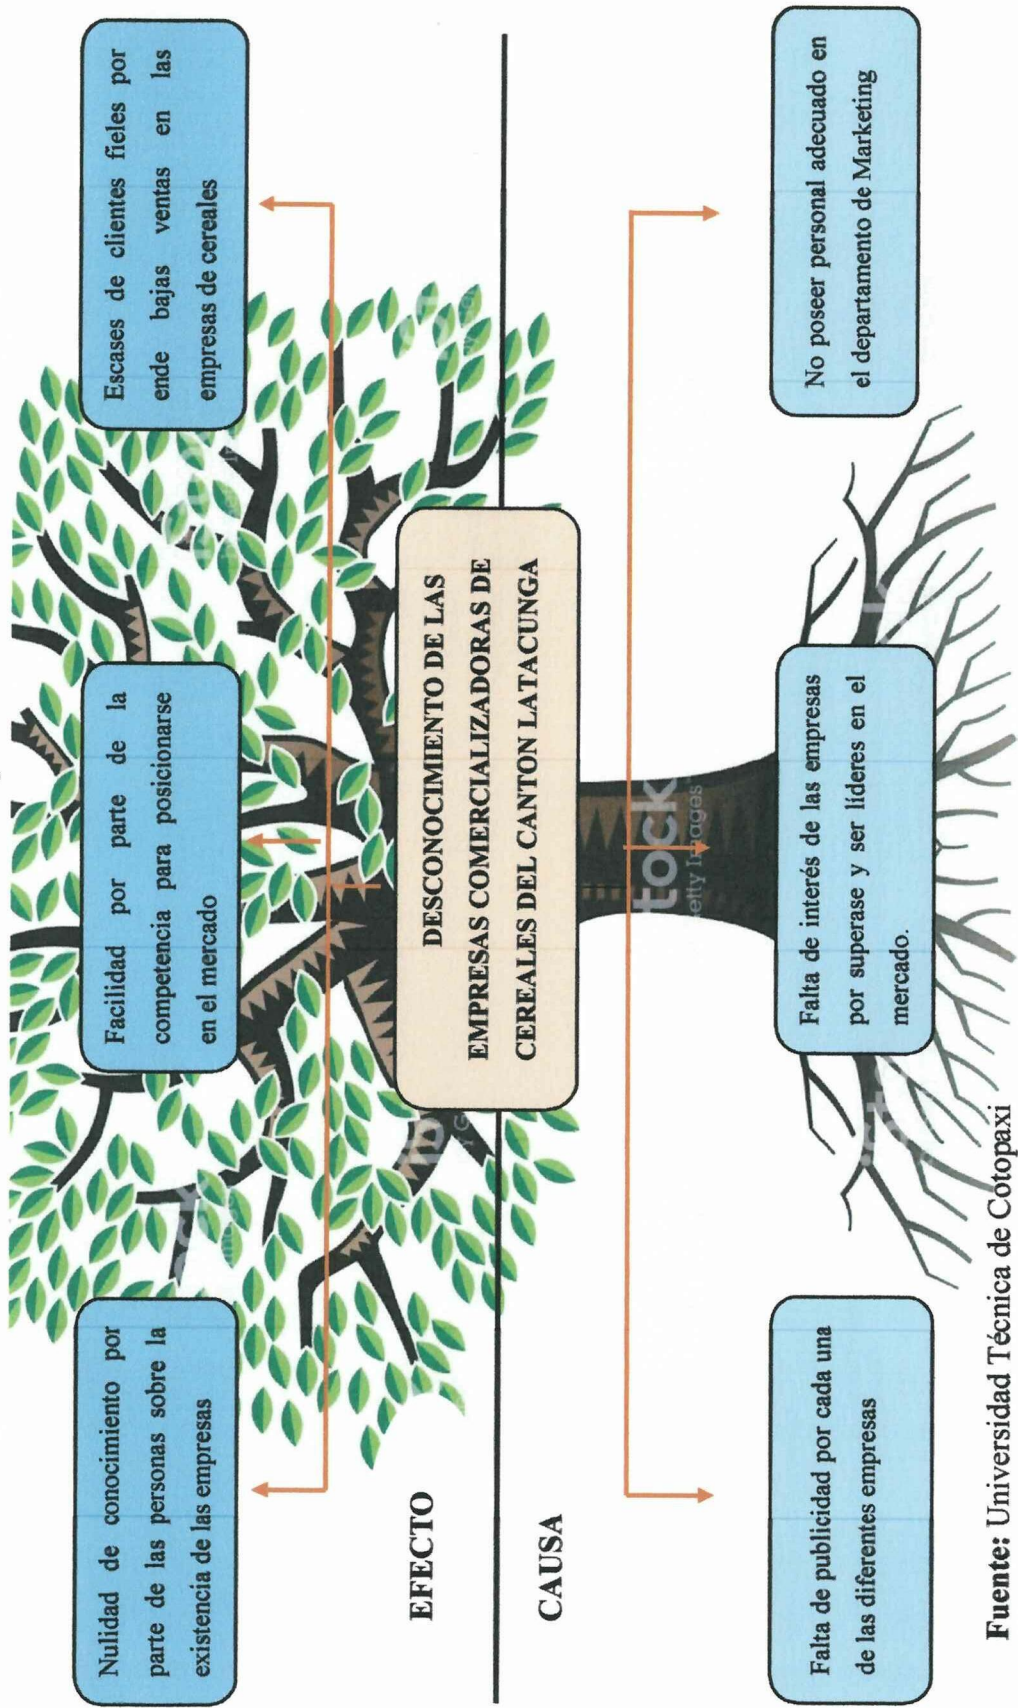 Nulidad de conocimiento por
parte de las personas sobre la
existencia de las empresas
Facilidad por parte de la
competencia para posicionarse
en el mercado
Escases de clientes fieles por
ende bajas ventas en las
empresas de cereales
EFECTO
DESCONOCIMIENTO DE LAS
EMPRESAS COMERCIALIZADORAS DE
CEREALES DEL CANTON LATACUNGA
CAUSA
tock
etty Images
Falta de publicidad por cada una
de las diferentes empresas
Falta de interés de las empresas
por superase y ser líderes en el
mercado.
No poseer personal adecuado en
el departamento de Marketing
Fuente: Universidad Técnica de Cotopaxi